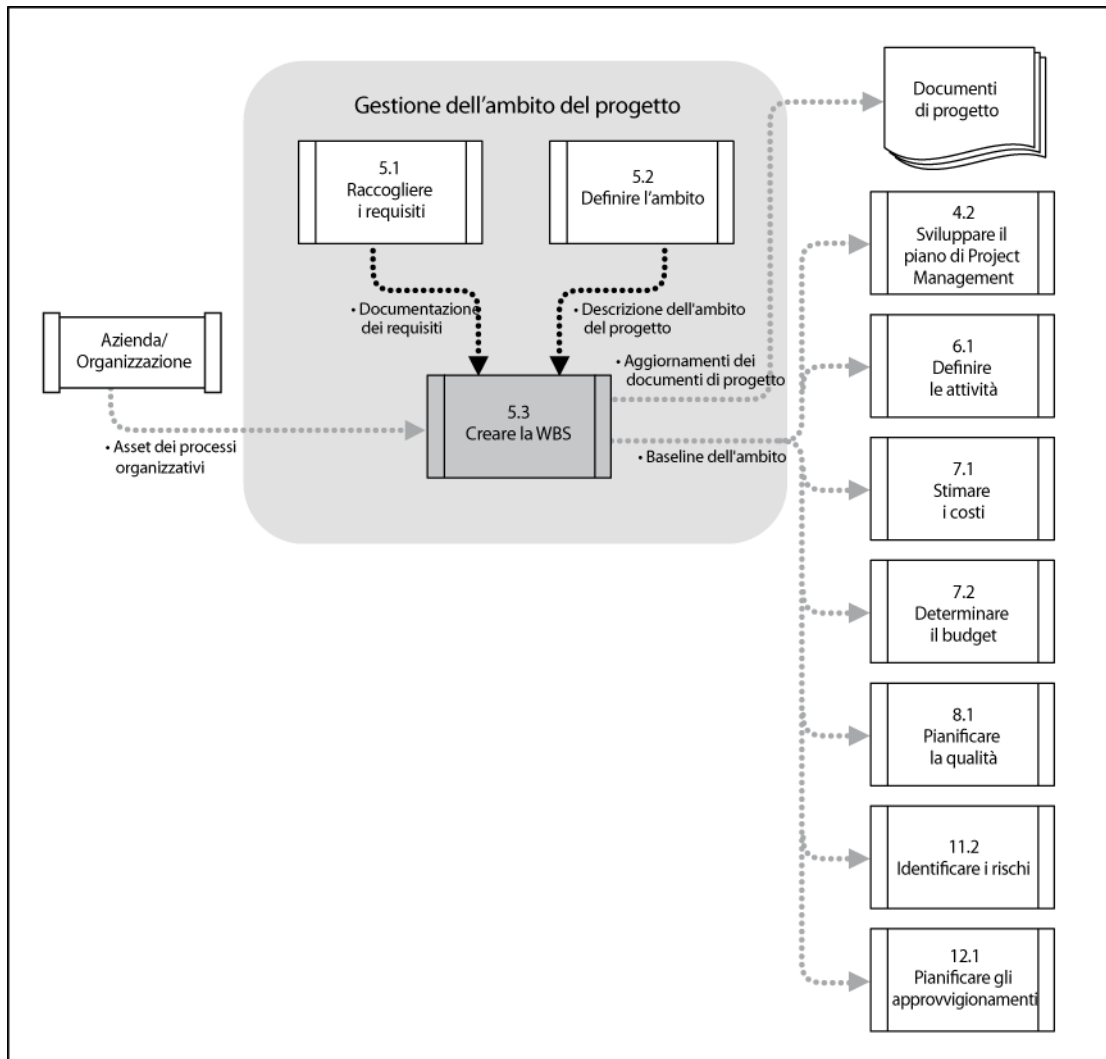 Gestione dell'ambito del progetto
5.1
Raccogliere
i requisiti
5.2
Definire l'ambito
• Documentazione
dei requisiti
• Descrizione dell'ambito
del progetto
Azienda/
Organizzazione
• Asset dei processi
organizzativi
5.3
Creare la WBS
• Aggiornamenti dei
documenti di progetto
• Baseline dell'ambito
Documenti
di progetto
4.2
Sviluppare il
piano di Project
Management
6.1
Definire
le attività
7.1
Stimare
i costi
7.2
Determinare
il budget
8.1
Pianificare
la qualità
11.2
Identificare i rischi
12.1
Pianificare gli
approvvigionamenti